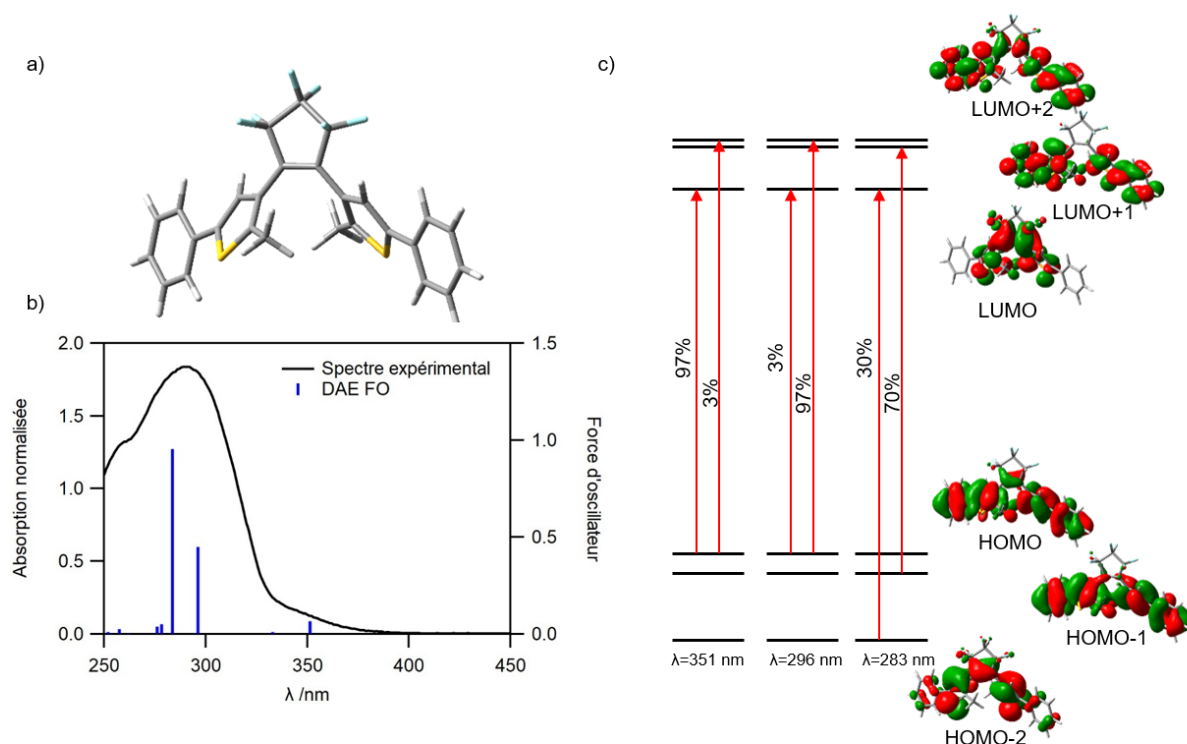 a)
b)
2.0
1.5
1.0
0.5
0.0
Absorption normalisée
Spectre expérimental
DAE FO
1.5
1.0
0.5
0.0
Force d'oscillateur
250
300
350
400
450
λ /nm
c)
97%
3%
3%
97%
30%
70%
λ=351 nm
λ=296 nm
λ=283 nm
LUMO+2
LUMO+1
LUMO
HOMO
HOMO-1
HOMO-2